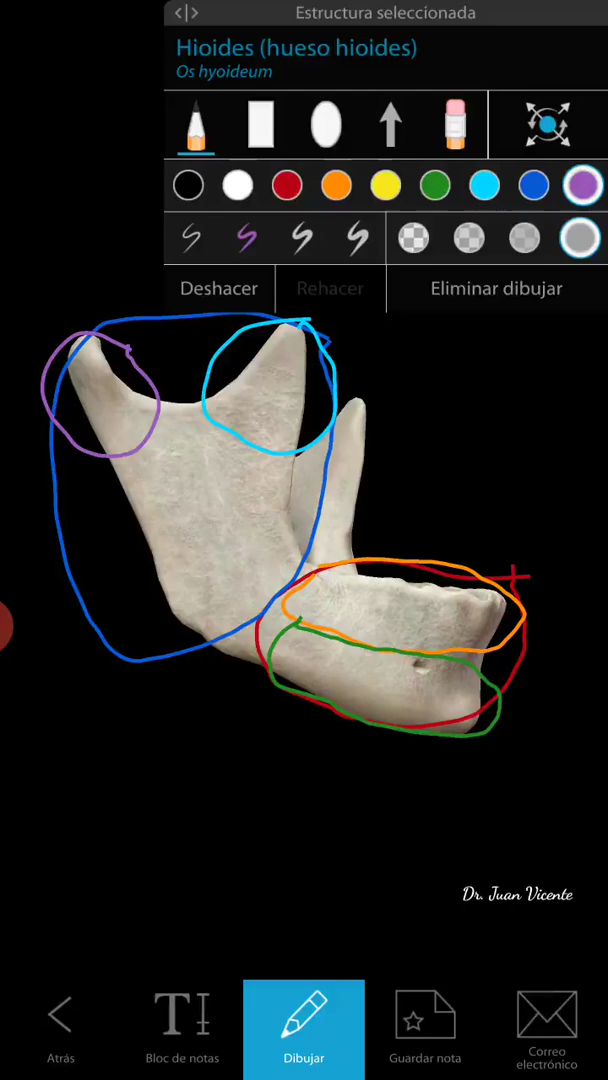 Estructura seleccionada
Hioides (hueso hioides)
Os hyoideum
Deshacer
Rehacer
Eliminar dibujar
Dr. Juan Vicente
Atrás
Bloc de notas
Dibujar
Guardar nota
Correo
electrónico